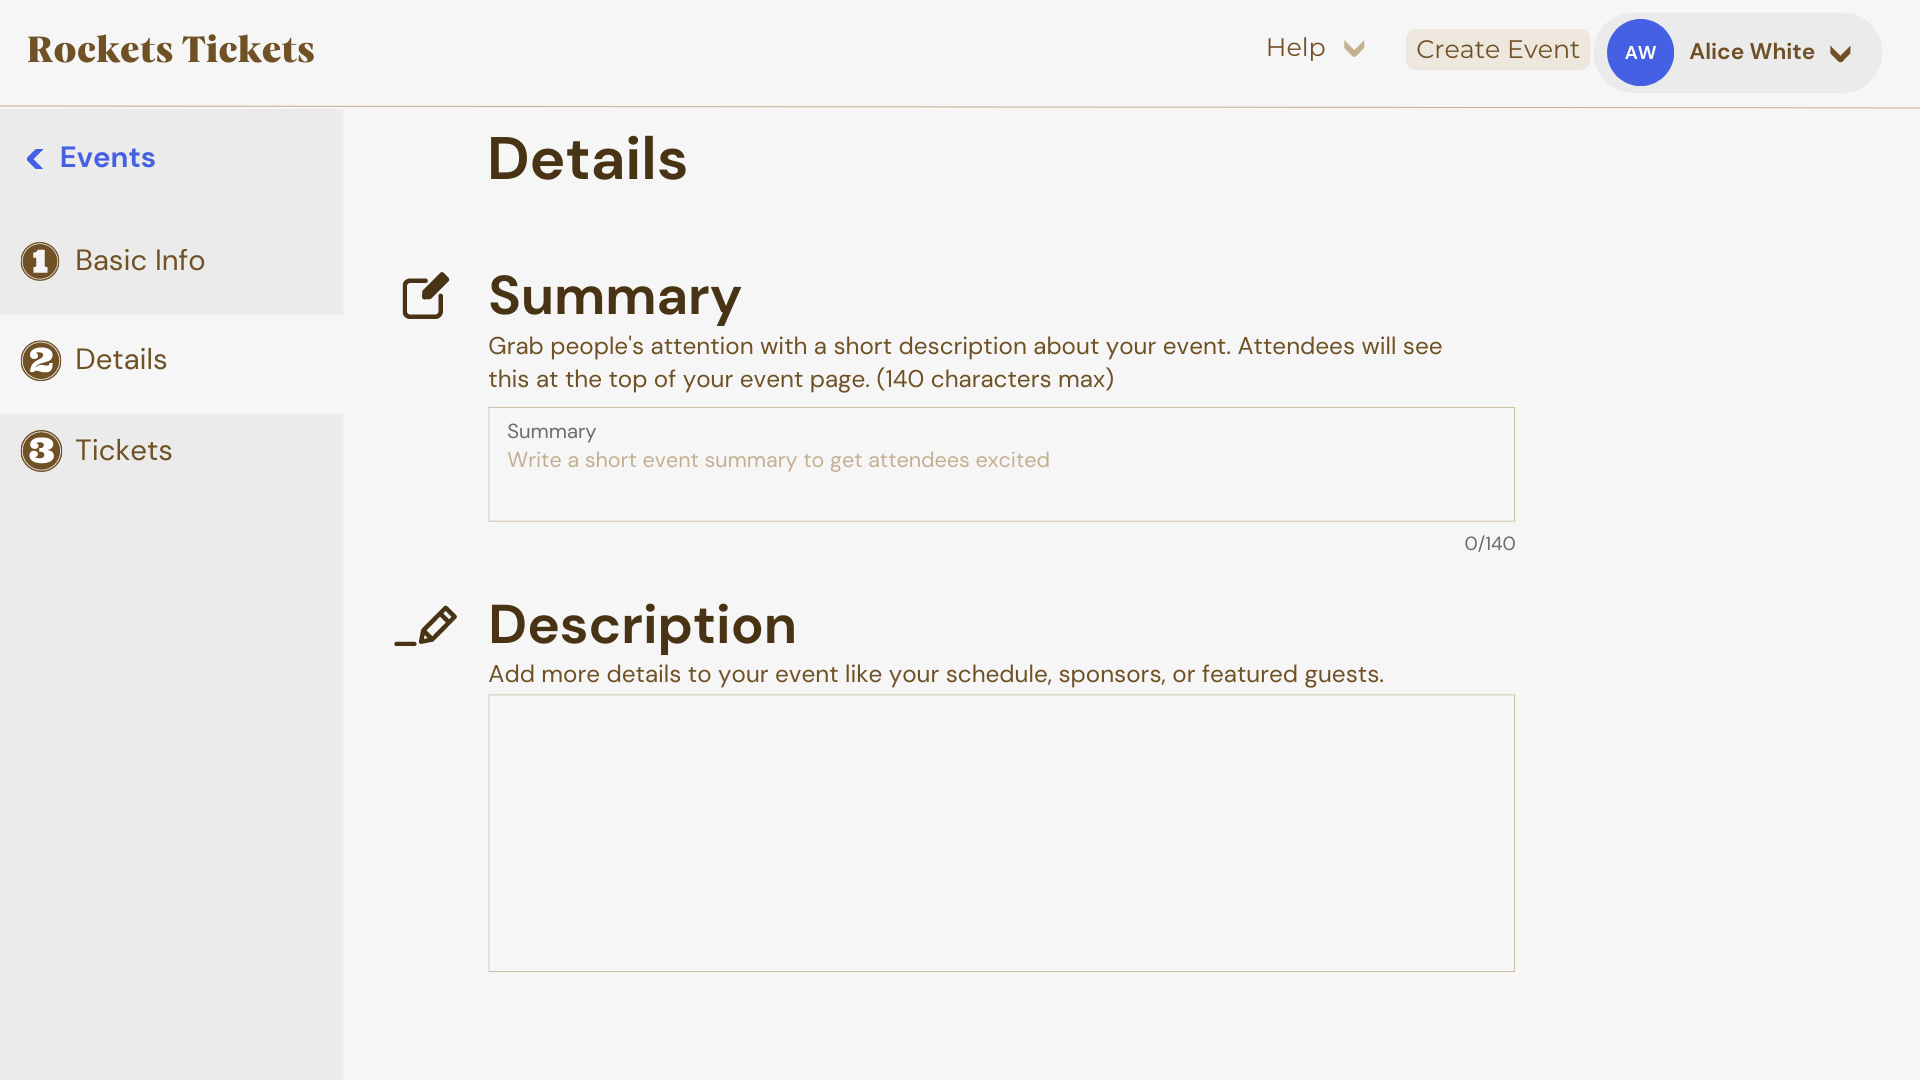 Rockets Tickets
Help
Create Event
AW
Alice White
Events
1 Basic Info
2 Details
3 Tickets
Details
Summary
Grab people's attention with a short description about your event. Attendees will see
this at the top of your event page. (140 characters max)
Summary
Write a short event summary to get attendees excited
0/140
Description
Add more details to your event like your schedule, sponsors, or featured guests.